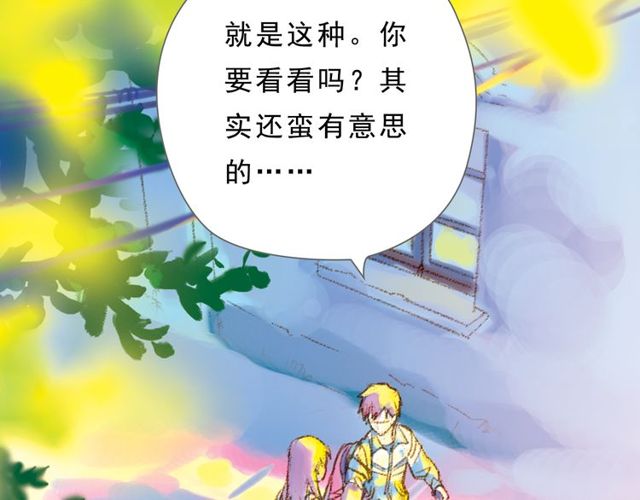 就是这种。你
要看看吗？其
实还蛮有意思
的……